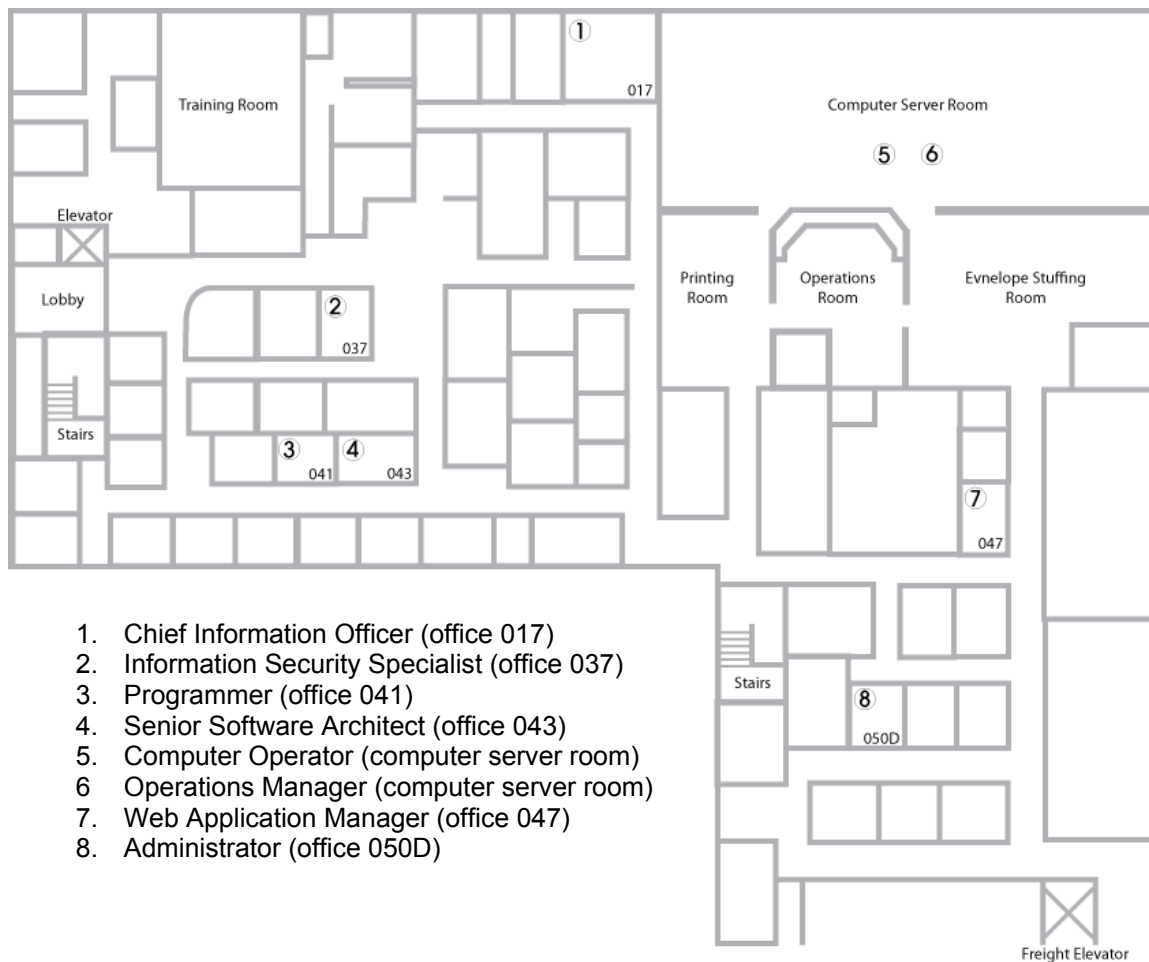 1
017
Training Room
Computer Server Room
5 6
Elevator
Lobby
Printing
Room
Operations
Room
Evnelope Stuffing
Room
2
037
Stairs
3
041
4
043
7
047
1. Chief Information Officer (office 017)
2. Information Security Specialist (office 037)
3. Programmer (office 041)
4. Senior Software Architect (office 043)
5. Computer Operator (computer server room)
6 Operations Manager (computer server room)
7. Web Application Manager (office 047)
8. Administrator (office 050D)
Stairs
8
050D
Freight Elevator